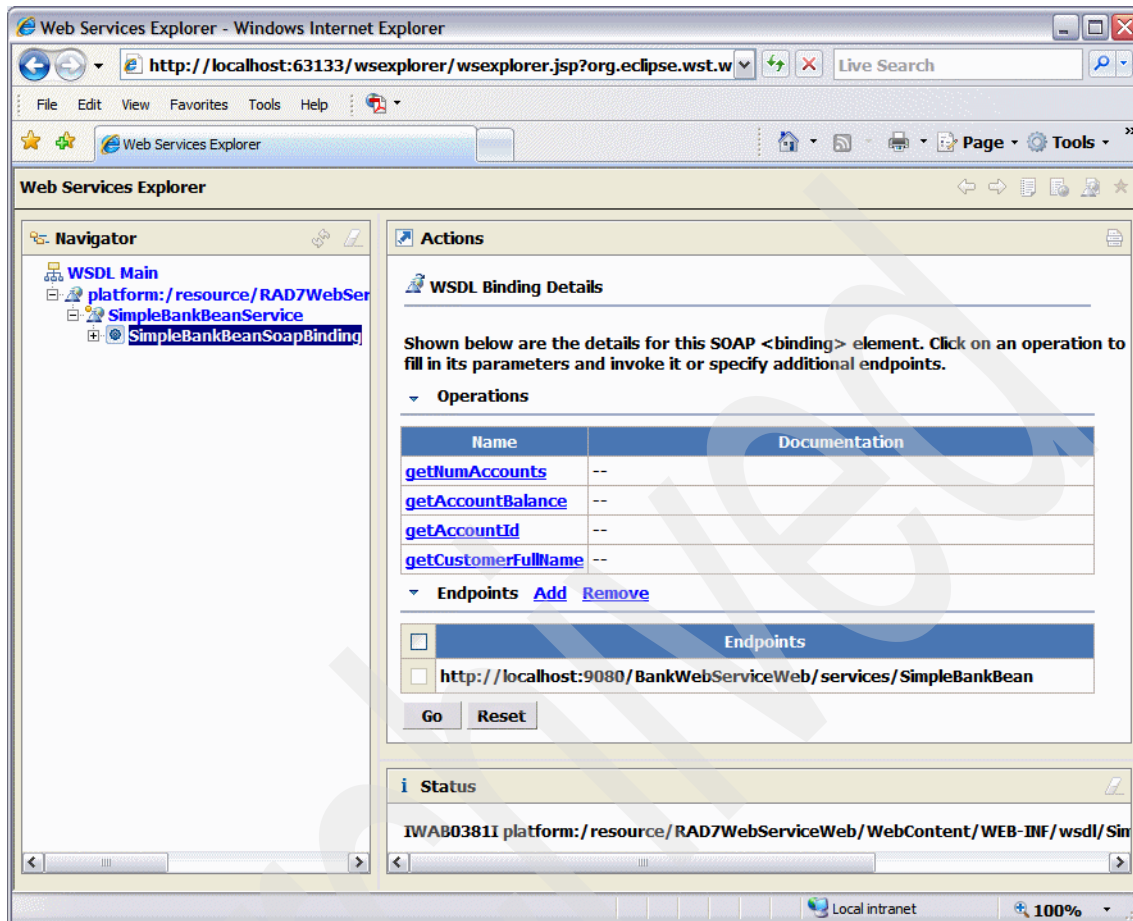 Web Services Explorer - Windows Internet Explorer
http://localhost:63133/wsexplorer/wsexplorer.jsp?org.eclipse.wst.w
Live Search
File Edit View Favorites Tools Help
Web Services Explorer
Page Tools »
Web Services Explorer
Navigator
WSDL Main
platform:/resource/RAD7WebSer
SimpleBankBeanService
SimpleBankBeanSoapBinding
Actions
WSDL Binding Details
Shown below are the details for this SOAP <binding> element. Click on an operation to
fill in its parameters and invoke it or specify additional endpoints.
Operations
Name Documentation
getNumAccounts --
getAccountBalance --
getAccountId --
getCustomerFullName --
Endpoints Add Remove
Endpoints
http://localhost:9080/BankWebServiceWeb/services/SimpleBankBean
Go Reset
i Status
IWAB0381I platform:/resource/RAD7WebServiceWeb/WebContent/WEB-INF/wsdl/Sim
Local intranet 100%